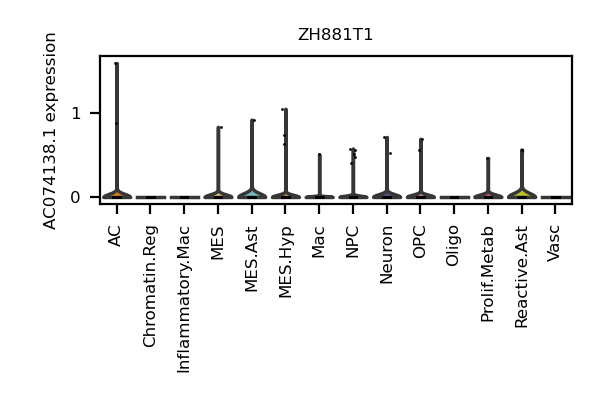 ZH881T1
AC074138.1 expression
1
0
AC
Chromatin.Reg
Inflammatory.Mac
MES
MES.Ast
MES.Hyp
Mac
NPC
Neuron
OPC
Oligo
Prolif.Metab
Reactive.Ast
Vasc